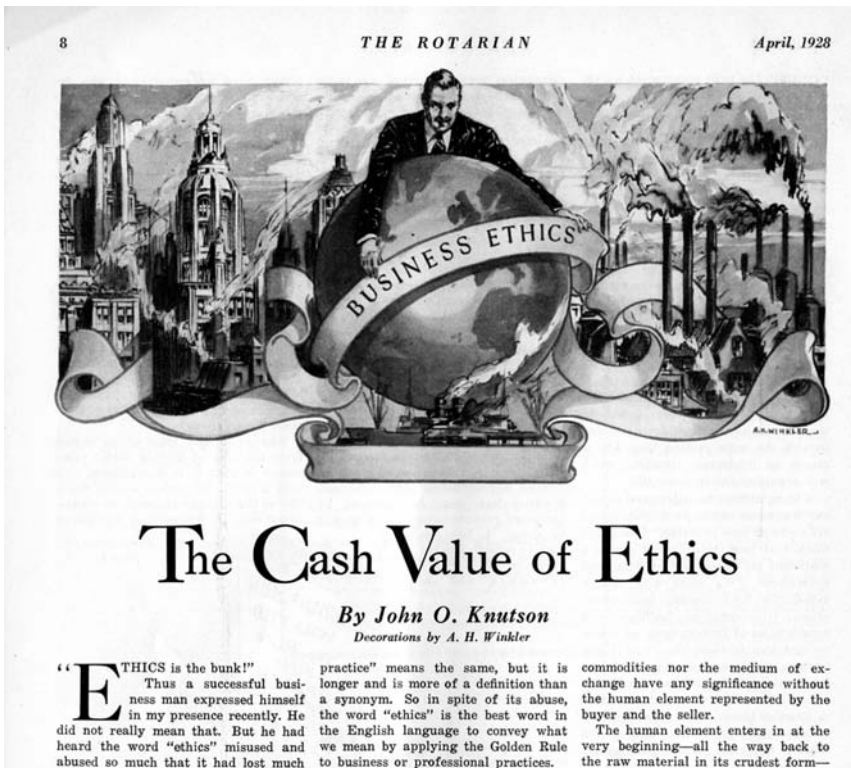 8
THE ROTARIAN
April, 1928
BUSINESS ETHICS
A.H.WINKLER
The Cash Value of Ethics
By John O. Knutson
Decorations by A. H. Winkler
“ETHICS is the bunk!”
Thus a successful busi-
ness man expressed himself
in my presence recently. He
did not really mean that. But he had
heard the word “ethics” misused and
abused so much that it had lost much
practice” means the same, but it is
longer and is more of a definition than
a synonym. So in spite of its abuse,
the word “ethics” is the best word in
the English language to convey what
we mean by applying the Golden Rule
to business or professional practices.
commodities nor the medium of ex-
change have any significance without
the human element represented by the
buyer and the seller.
The human element enters in at the
very beginning—all the way back to
the raw material in its crudest form—